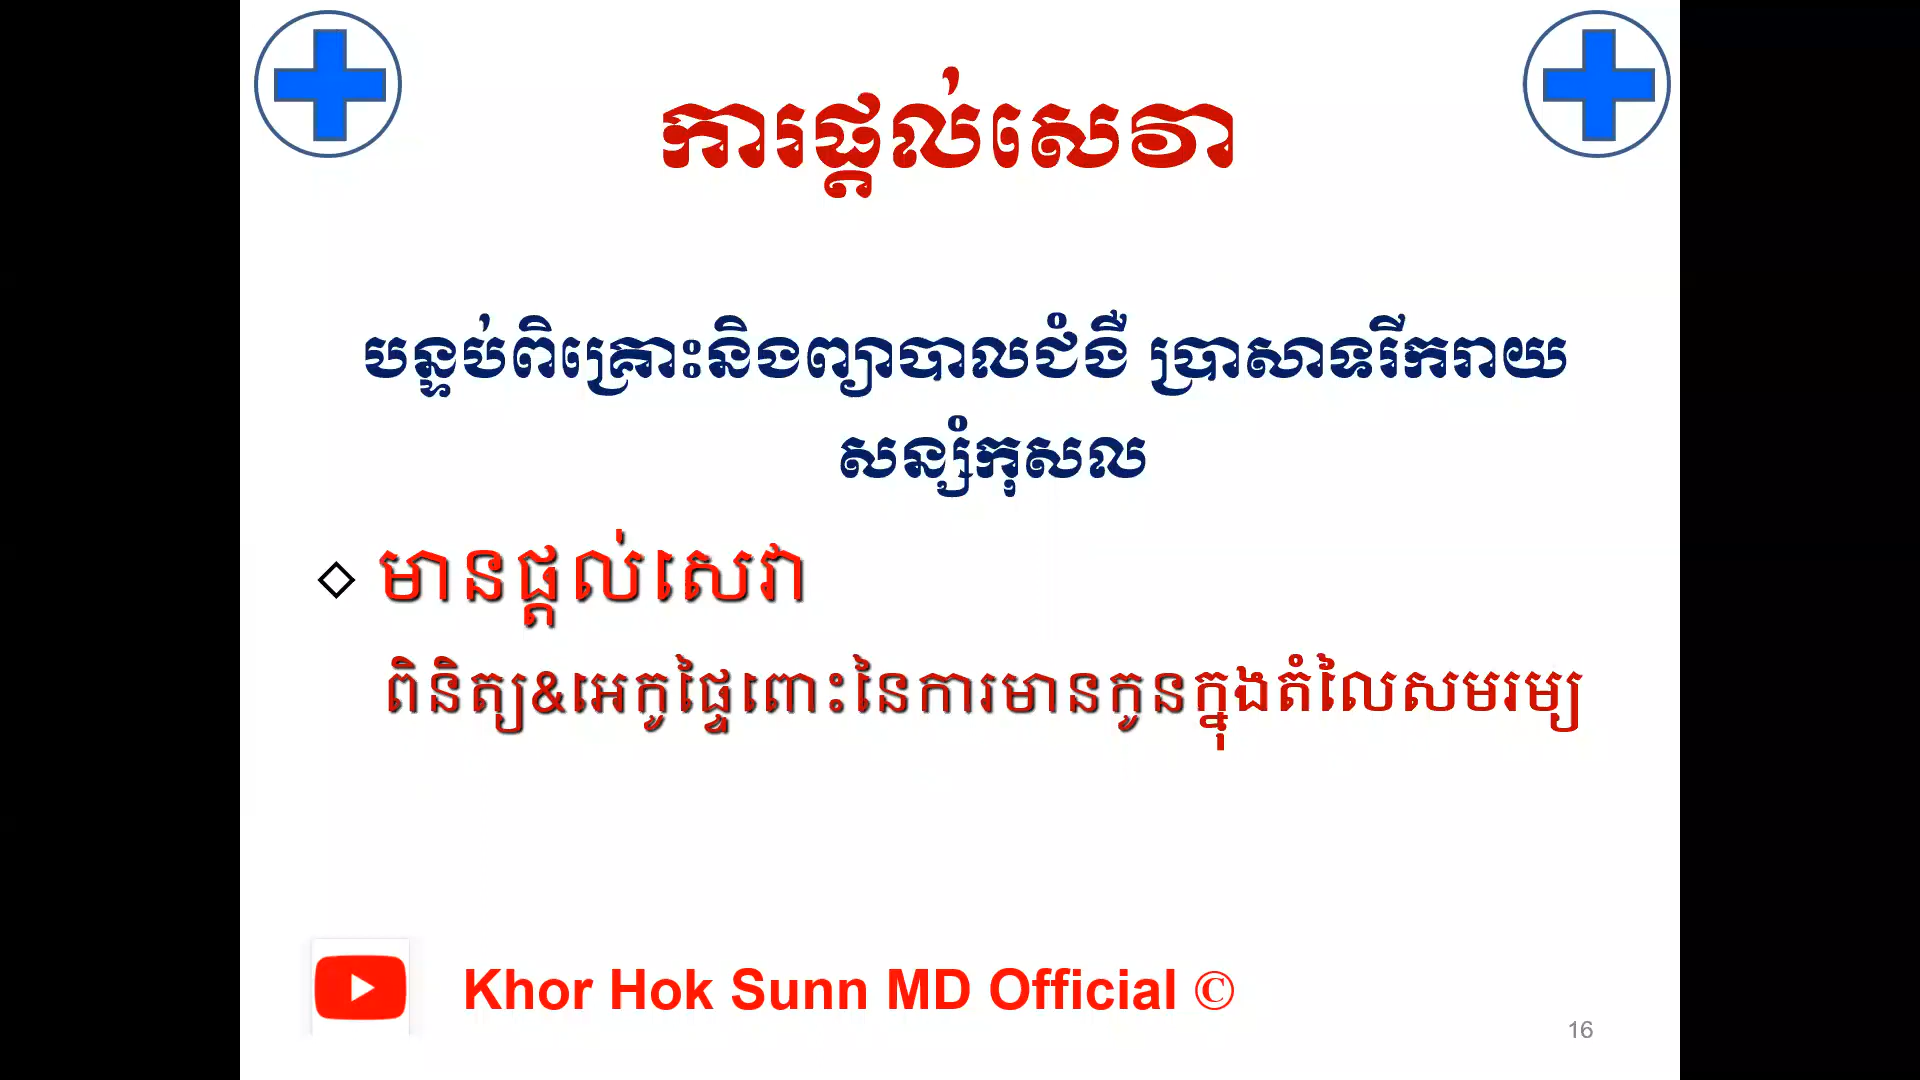 ការផ្តល់សេវា
បន្ទប់ពិគ្រោះនិងព្យាបាលជំងឺ ប្រាសាទរីករាយ
សន្សំកុសល
◇ មានផ្តល់សេវា
ពិនិត្យ&អេកូផ្ទៃពោះនៃការមានកូនក្នុងតំលៃសមរម្យ
Khor Hok Sunn MD Official ©
16